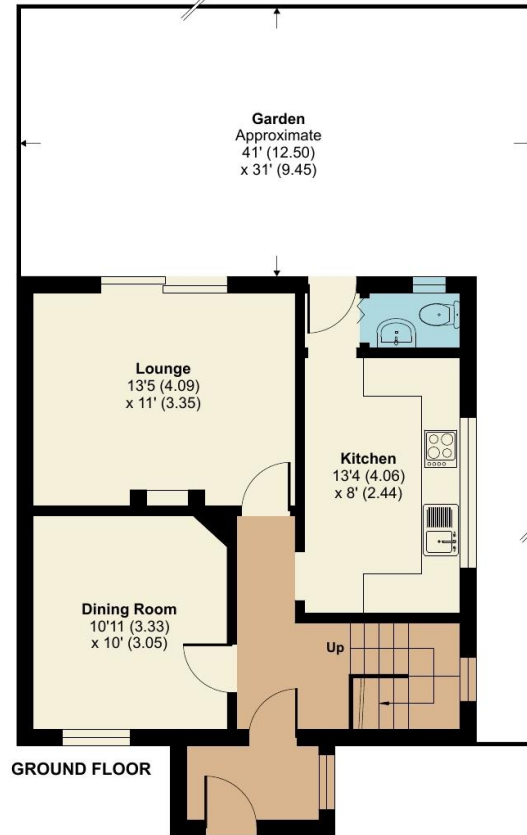 Garden
Approximate
41' (12.50)
x 31' (9.45)
Lounge
13'5 (4.09)
x 11' (3.35)
Kitchen
13'4 (4.06)
x 8' (2.44)
Dining Room
10'11 (3.33)
x 10' (3.05)
Up
GROUND FLOOR